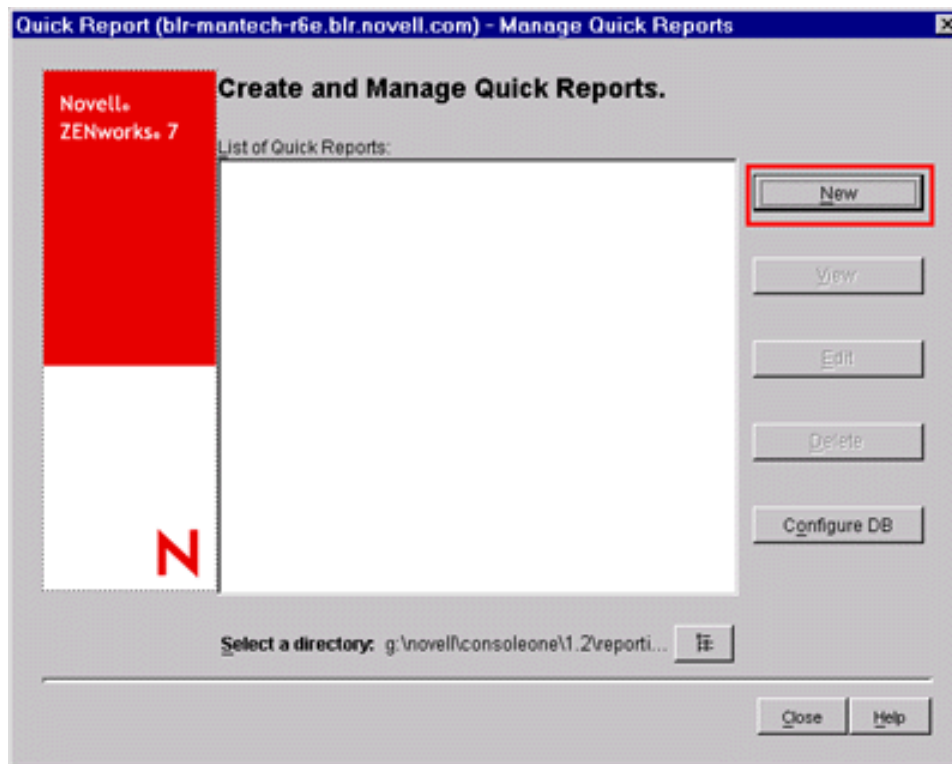 Quick Report (blr-mantech-r6e.blr.novell.com) - Manage Quick Reports
Novell®
ZENworks® 7
Create and Manage Quick Reports.
List of Quick Reports:
New
View
Edit
Delete
Configure DB
N
Select a directory: g:\novell\consoleone\1.2\reporti...
Close
Help